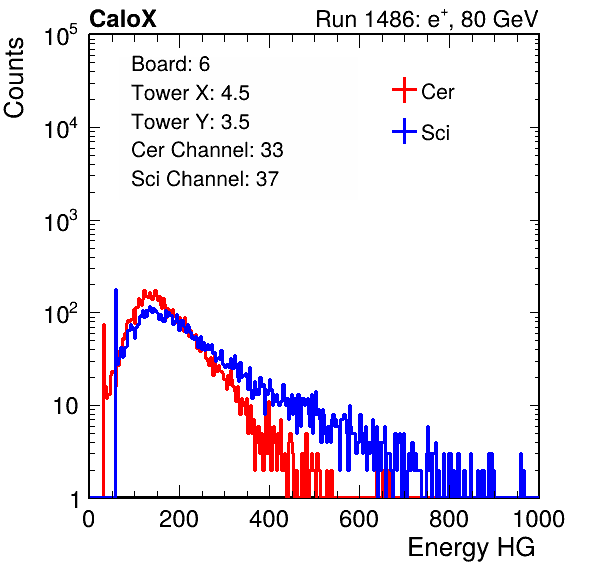 CaloX Run 1486: e⁺, 80 GeV
Counts
Board: 6
Tower X: 4.5
Tower Y: 3.5
Cer Channel: 33
Sci Channel: 37
Cer
Sci
10⁵
10⁴
10³
10²
10
1
0 200 400 600 800 1000
Energy HG